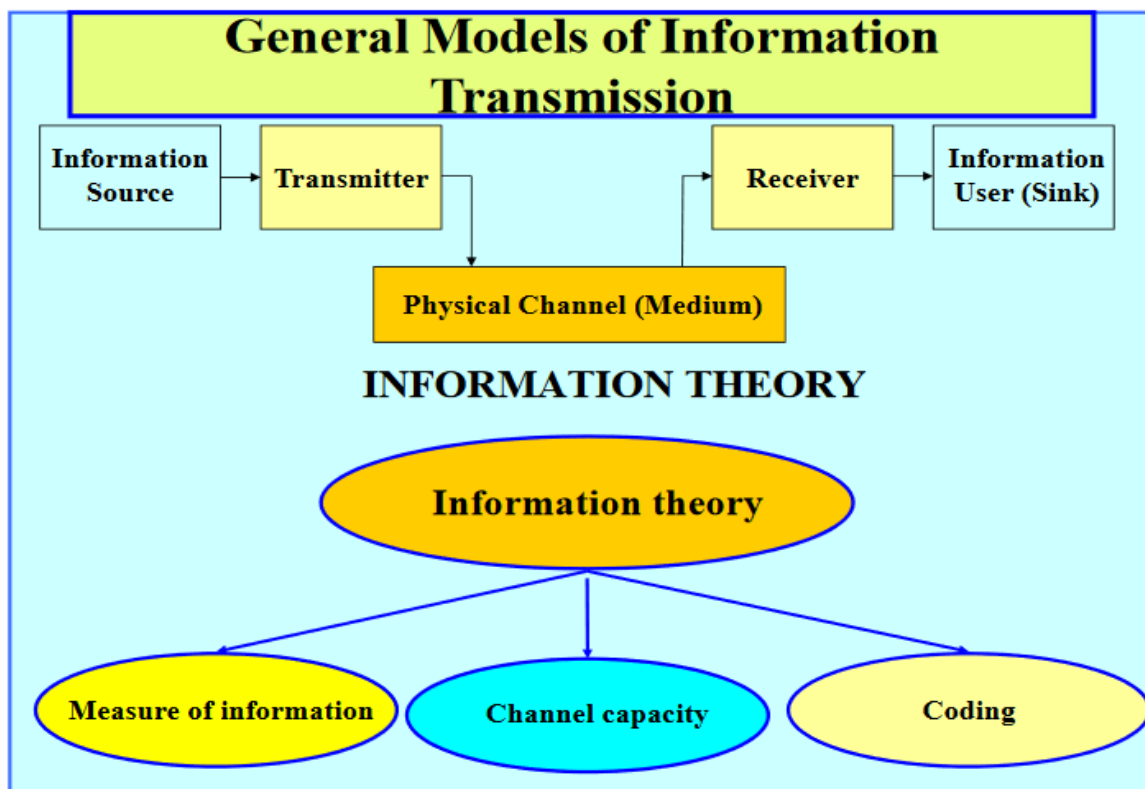 General Models of Information
Transmission
Information
Source
Transmitter
Receiver
Information
User (Sink)
Physical Channel (Medium)
INFORMATION THEORY
Information theory
Measure of information
Channel capacity
Coding